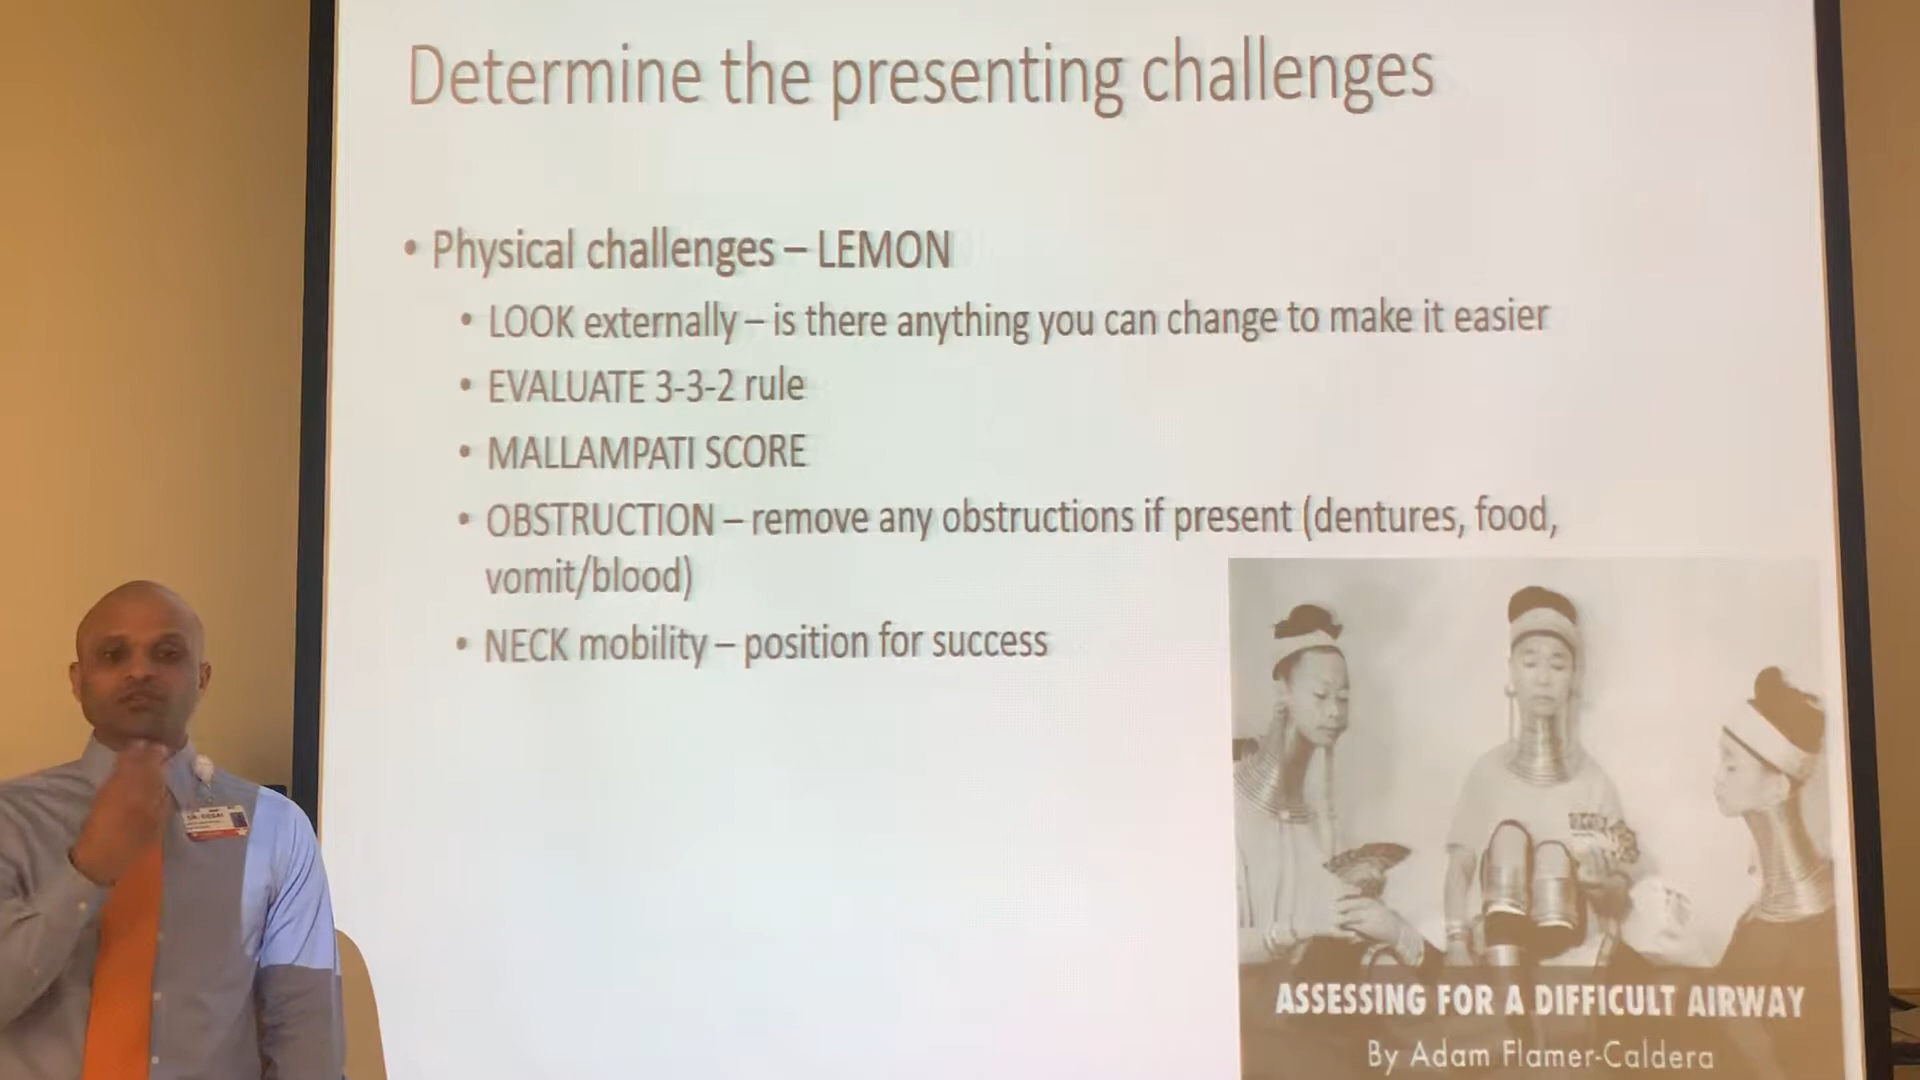 Determine the presenting challenges
• Physical challenges – LEMON
• LOOK externally – is there anything you can change to make it easier
• EVALUATE 3-3-2 rule
• MALLAMPATI SCORE
• OBSTRUCTION – remove any obstructions if present (dentures, food,
vomit/blood)
• NECK mobility – position for success
ASSESSING FOR A DIFFICULT AIRWAY
By Adam Flamer-Caldera